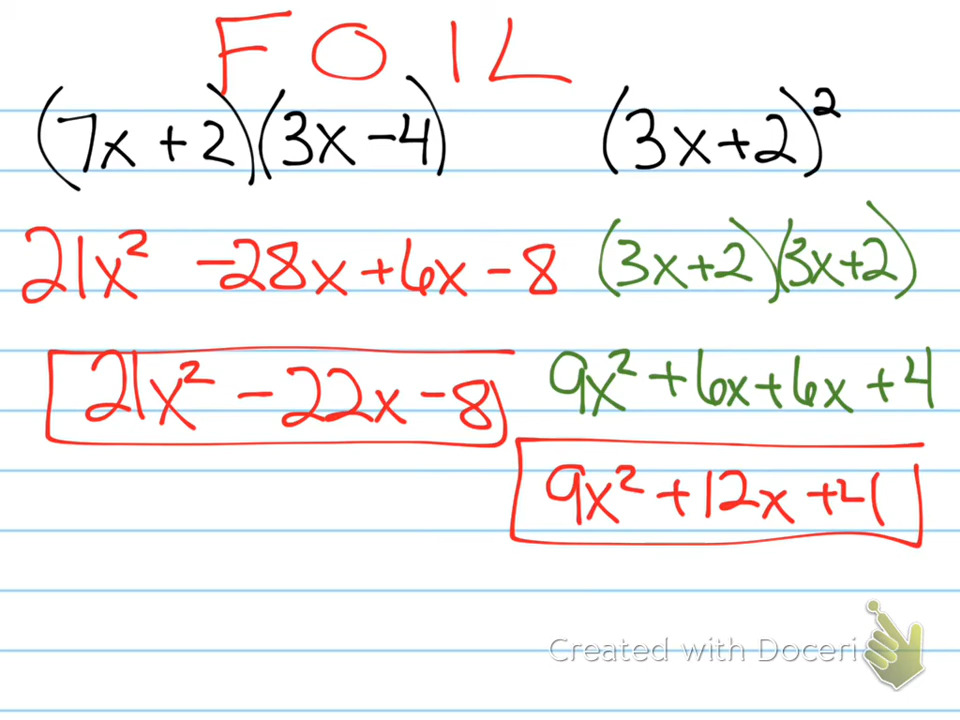 F O I L
(7x + 2)(3x - 4)
21x² - 28x + 6x - 8
21x² - 22x - 8
(3x + 2)²
(3x + 2)(3x + 2)
9x² + 6x + 6x + 4
9x² + 12x + 4
Created with Doceri